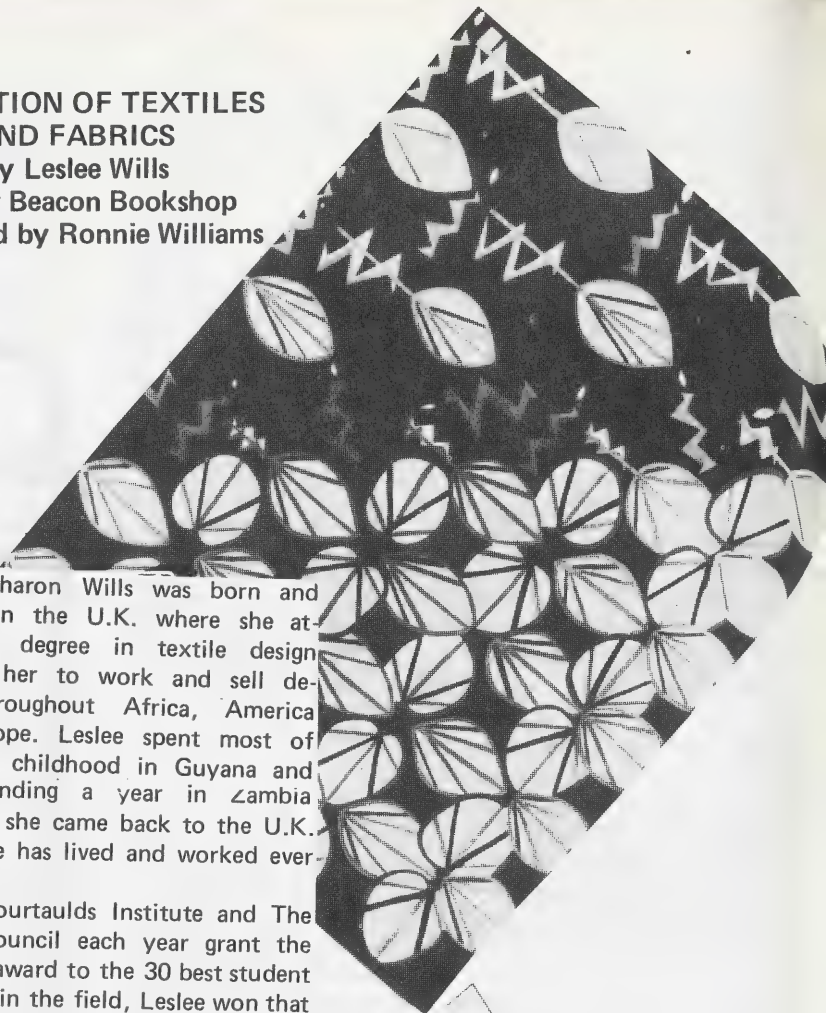 TION OF TEXTILES
ND FABRICS
y Leslee Wills
Beacon Bookshop
d by Ronnie Williams
haron Wills was born and
n the U.K. where she at-
degree in textile design
her to work and sell de-
roughout Africa, America
ope. Leslee spent most of
childhood in Guyana and
nding a year in Zambia
she came back to the U.K.
e has lived and worked ever-
ourtaulds Institute and The
ouncil each year grant the
award to the 30 best student
in the field, Leslee won that